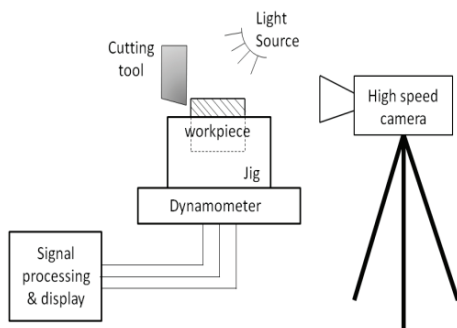 Light
Source
Cutting
tool
High speed
camera
workpiece
Jig
Dynamometer
Signal
processing
& display